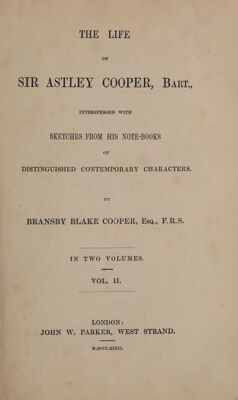 THE LIFE
OF
SIR ASTLEY COOPER, BART.,
INTERSPERSED WITH
SKETCHES FROM HIS NOTE-BOOKS
OF
DISTINGUISHED CONTEMPORARY CHARACTERS.
BY
BRANSBY BLAKE COOPER, ESQ., F.R.S.
IN TWO VOLUMES.
VOL. II.
LONDON:
JOHN W. PARKER, WEST STRAND.
M.DCCC.XLIII.